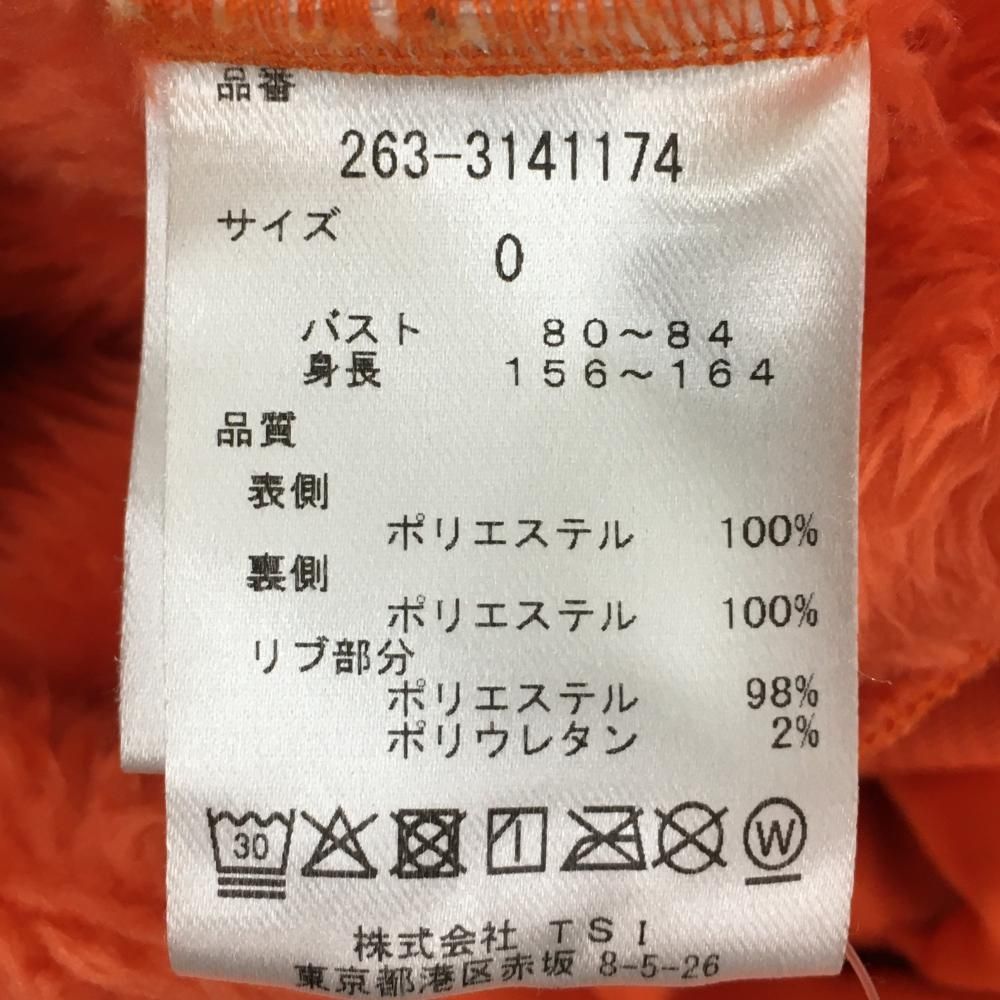 品番
263-3141174
サイズ
0
バスト 80～84
身長 156～164
品質
表側
ポリエステル 100%
裏側
ポリエステル 100%
リブ部分
ポリエステル 98%
ポリウレタン 2%
30 W
株式会社 TSI
東京都港区赤坂 8-5-26